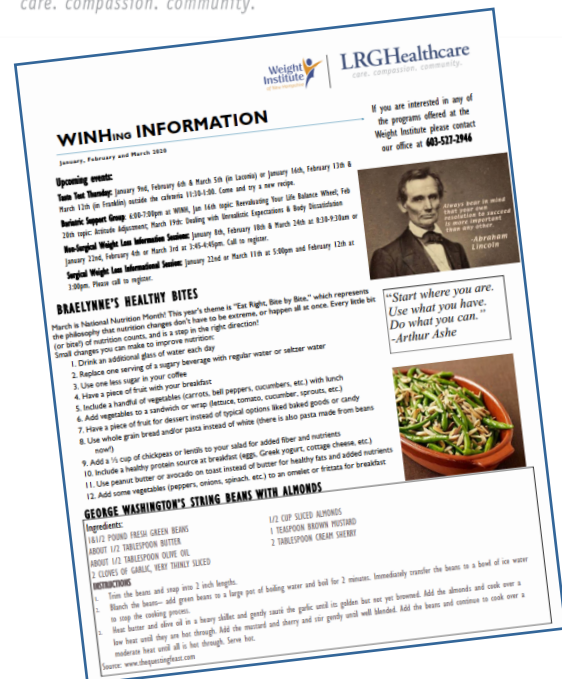 care. compassion. community.
Weight
Institute
of New Hampshire
LRGHealthcare
care. compassion. community.
WINHING INFORMATION
January, February and March 2020
If you are interested in any of
the programs offered at the
Weight Institute please contact
our office at 603-527-2946
Upcoming events:
Taste Test Thursday: January 9nd, February 6th & March 5th (in Laconia) or January 16th, February 13th &
March 12th (in Franklin) outside the cafeteria 11:30-1:00. Come and try a new recipe.
Bariatric Support Group: 6:00-7:00pm at WINH, Jan 16th topic: Reevaluating Your Life Balance Wheel; Feb
20th topic: Attitude Adjustment; March 19th: Dealing with Unrealistic Expectations & Body Dissatisfaction
Non-Surgical Weight Loss Information Sessions: January 8th, February 18th & March 24th at 8:30-9:30am or
January 22nd, February 4th or March 3rd at 3:45-4:45pm. Call to register.
Surgical Weight Loss Informational Session: January 22nd or March 11th at 5:00pm and February 12th at
3:00pm. Please call to register.
Always bear in mind
that your own
resolution to succeed
is more important
than any other.
-Abraham
Lincoln
BRAELYNNE'S HEALTHY BITES
March is National Nutrition Month! This year's theme is "Eat Right, Bite by Bite," which represents
the philosophy that nutrition changes don't have to be extreme, or happen all at once. Every little bit
(or bite!) of nutrition counts, and is a step in the right direction!
Small changes you can make to improve nutrition:
1. Drink an additional glass of water each day
2. Replace one serving of a sugary beverage with regular water or seltzer water
3. Use one less sugar in your coffee
4. Have a piece of fruit with your breakfast
5. Include a handful of vegetables (carrots, bell peppers, cucumbers, etc.) with lunch
6. Add vegetables to a sandwich or wrap (lettuce, tomato, cucumber, sprouts, etc.)
7. Have a piece of fruit for dessert instead of typical options liked baked goods or candy
8. Use whole grain bread and/or pasta instead of white (there is also pasta made from beans
now!)
9. Add a ½ cup of chickpeas or lentils to your salad for added fiber and nutrients
10. Include a healthy protein source at breakfast (eggs, Greek yogurt, cottage cheese, etc.)
11. Use peanut butter or avocado on toast instead of butter for healthy fats and added nutrients
12. Add some vegetables (peppers, onions, spinach, etc.) to an omelet or frittata for breakfast
"Start where you are.
Use what you have.
Do what you can."
-Arthur Ashe
GEORGE WASHINGTON'S STRING BEANS WITH ALMONDS
Ingredients:
1&1/2 POUND FRESH GREEN BEANS
ABOUT 1/2 TABLESPOON BUTTER
ABOUT 1/2 TABLESPOON OLIVE OIL
2 CLOVES OF GARLIC, VERY THINLY SLICED
1/2 CUP SLICED ALMONDS
1 TEASPOON BROWN MUSTARD
2 TABLESPOON CREAM SHERRY
INSTRUCTIONS
1. Trim the beans and snap into 2 inch lengths.
2. Blanch the beans– add green beans to a large pot of boiling water and boil for 2 minutes. Immediately transfer the beans to a bowl of ice water
to stop the cooking process.
3. Heat butter and olive oil in a heavy skillet and gently sauté the garlic until its golden but not yet browned. Add the almonds and cook over a
low heat until they are hot through. Add the mustard and sherry and stir gently until well blended. Add the beans and continue to cook over a
moderate heat until all is hot through. Serve hot.
Source: www.thequestingfeast.com